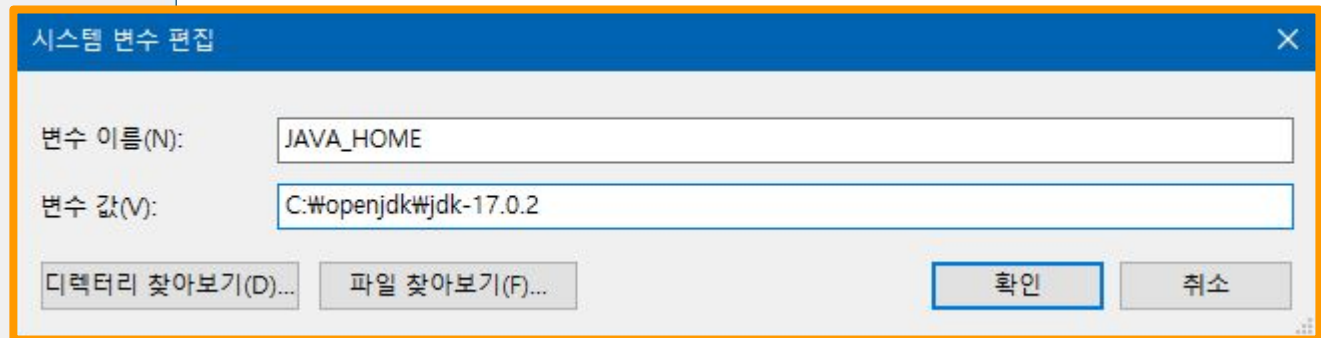 시스템 변수 편집
변수 이름(N): JAVA_HOME
변수 값(V): C:₩openjdk₩jdk-17.0.2
디렉터리 찾아보기(D)... 파일 찾아보기(F)... 확인 취소